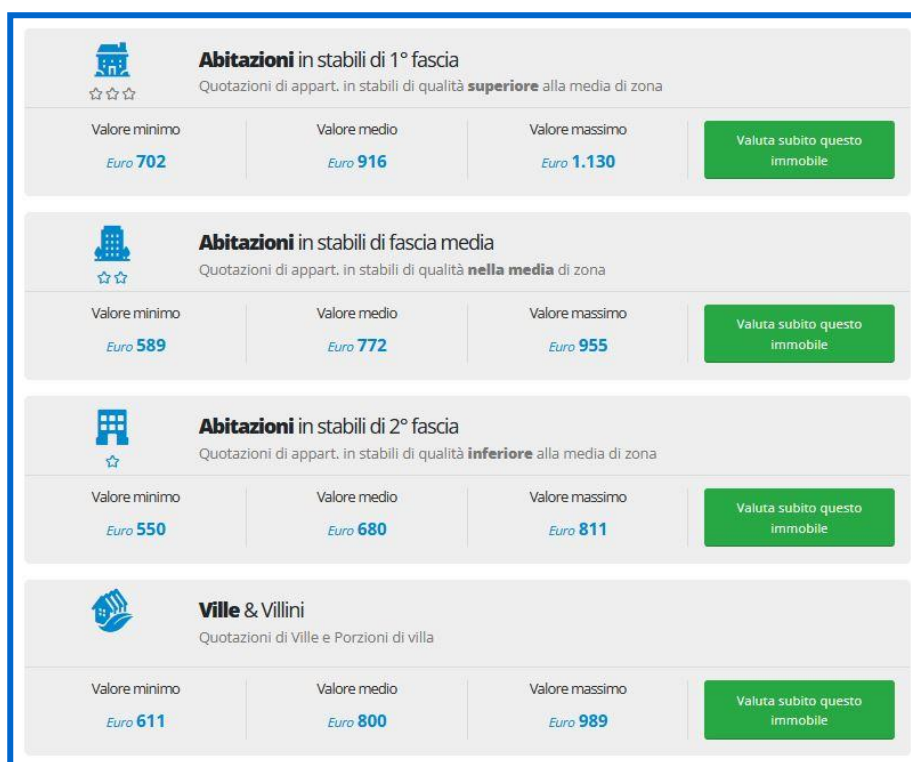 Abitazioni in stabili di 1° fascia
Quotazioni di appart. in stabili di qualità superiore alla media di zona
Valore minimo
Valore medio
Valore massimo
Euro 702
Euro 916
Euro 1.130
Valuta subito questo
immobile
Abitazioni in stabili di fascia media
Quotazioni di appart. in stabili di qualità nella media di zona
Valore minimo
Valore medio
Valore massimo
Euro 589
Euro 772
Euro 955
Valuta subito questo
immobile
Abitazioni in stabili di 2° fascia
Quotazioni di appart. in stabili di qualità inferiore alla media di zona
Valore minimo
Valore medio
Valore massimo
Euro 550
Euro 680
Euro 811
Valuta subito questo
immobile
Ville & Villini
Quotazioni di Ville e Porzioni di villa
Valore minimo
Valore medio
Valore massimo
Euro 611
Euro 800
Euro 989
Valuta subito questo
immobile